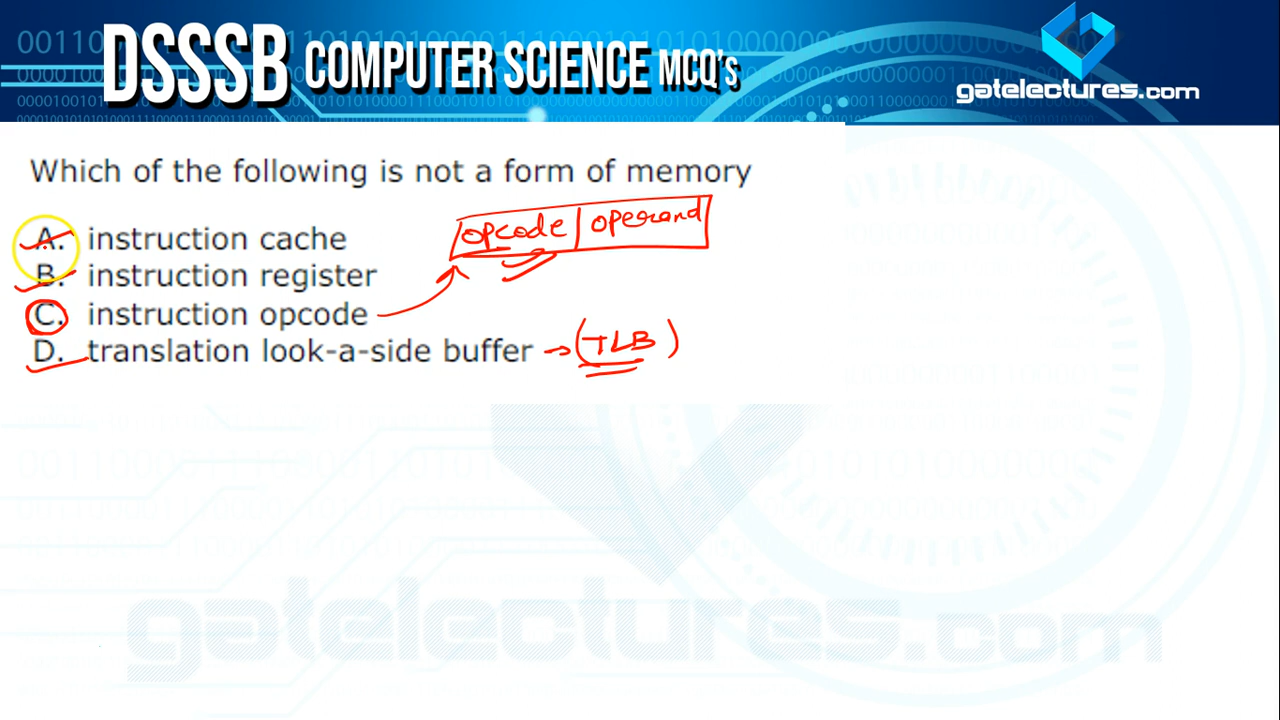 DSSSB COMPUTER SCIENCE MCQ's
gatelectures.com
Which of the following is not a form of memory
opcode | operand
A. instruction cache
B. instruction register
C. instruction opcode
D. translation look-a-side buffer → (TLB)
gatelectures.com